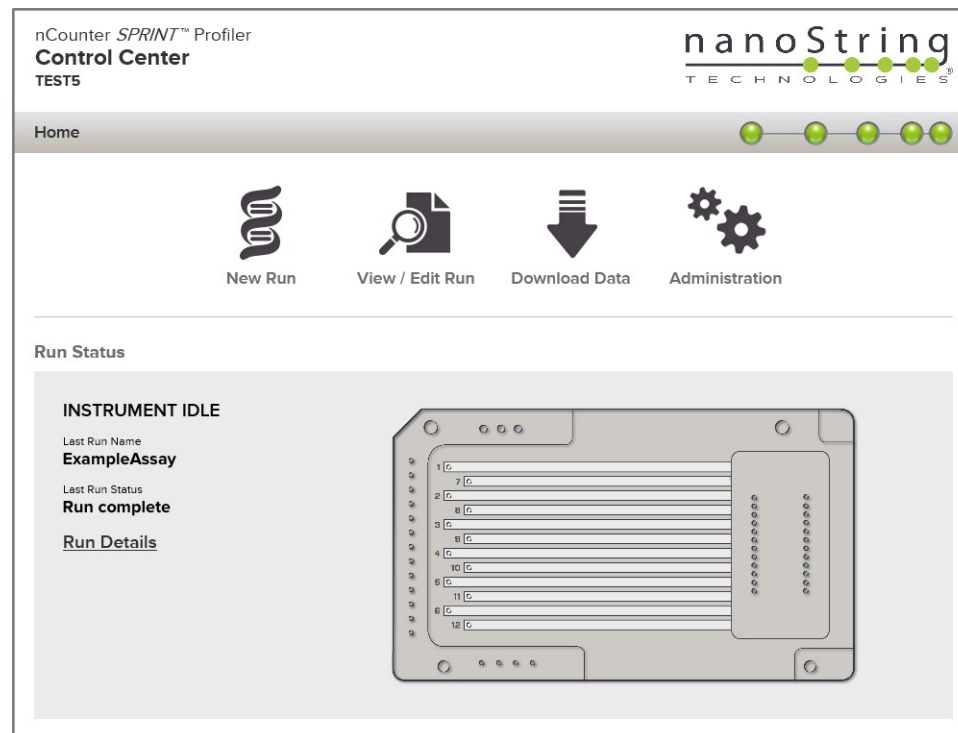 nCounter SPRINT™ Profiler
Control Center
TEST5
nanoString®
TECHNOLOGIES
Home
New Run
View / Edit Run
Download Data
Administration
Run Status
INSTRUMENT IDLE
Last Run Name
ExampleAssay
Last Run Status
Run complete
Run Details
1
7
2
8
3
9
4
10
5
11
6
12